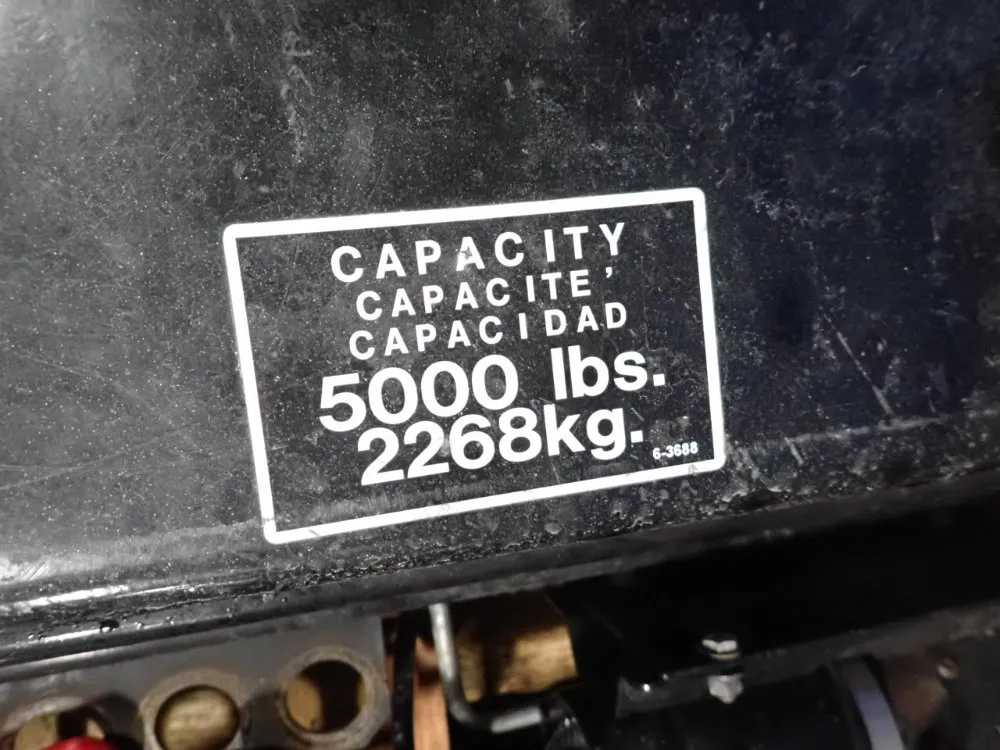 CAPACITY
CAPACITE'
CAPACIDAD
5000 lbs.
2268kg.
6-3688